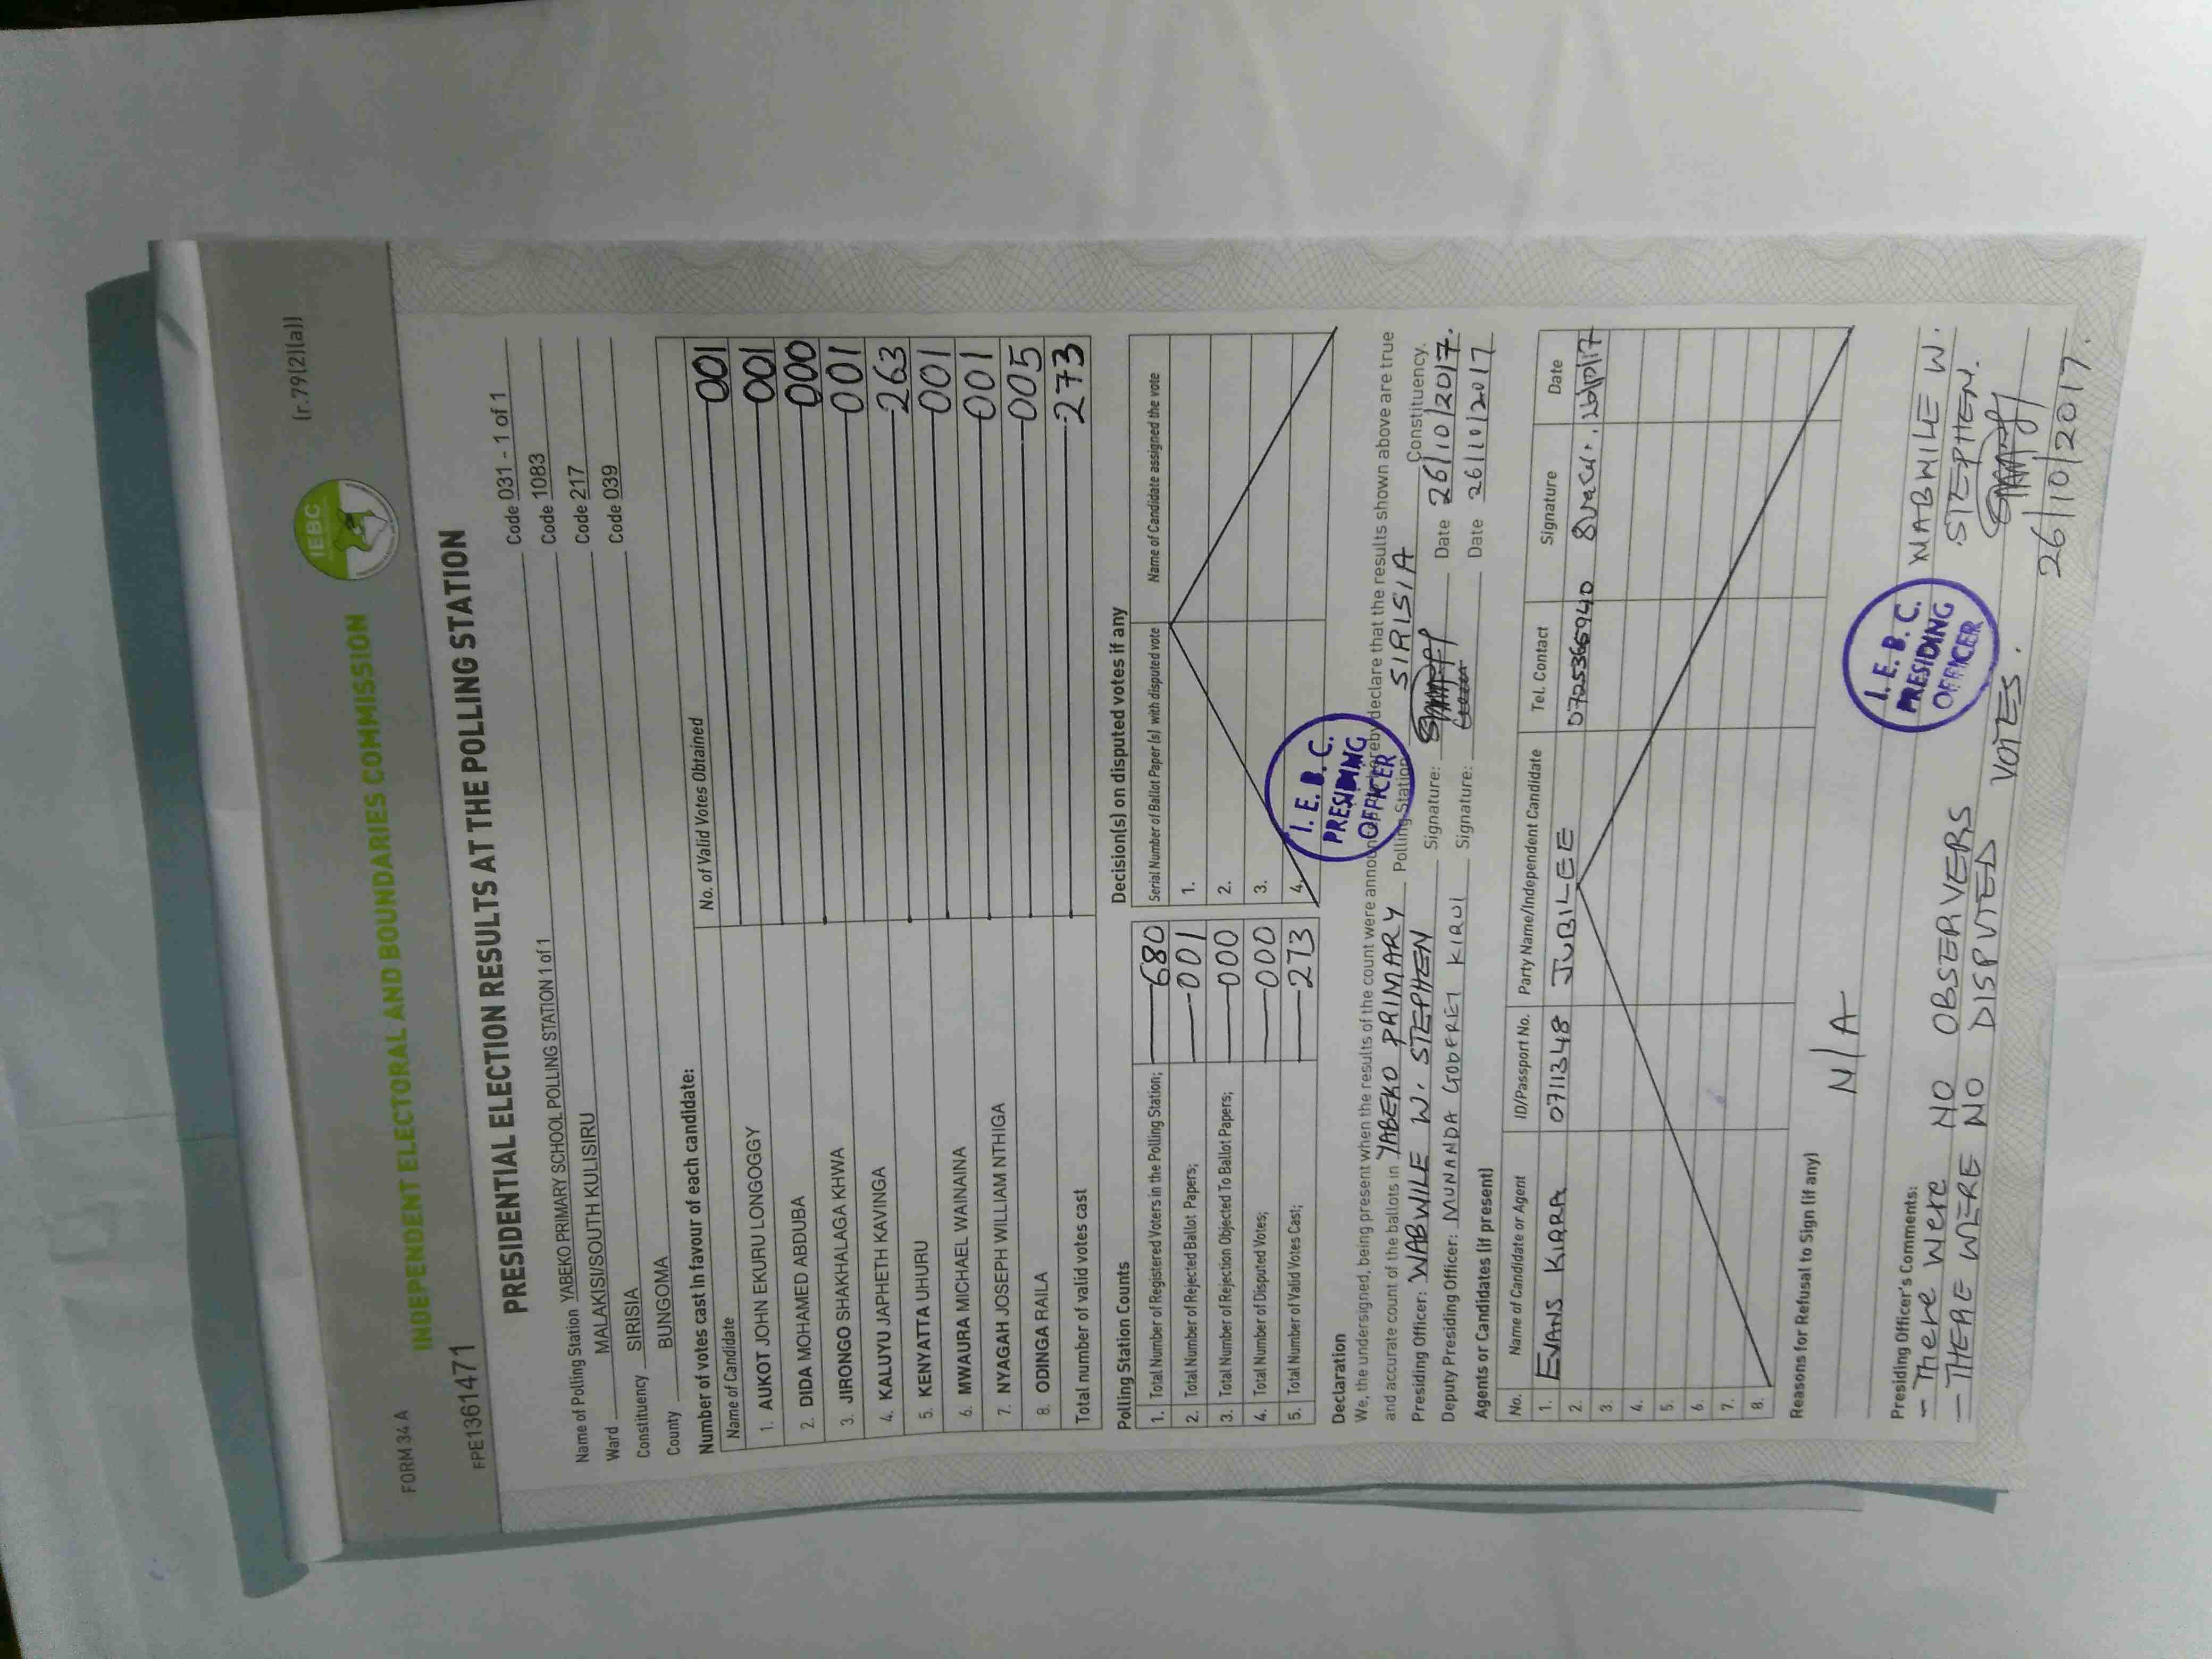 FORM 34 A
(r.79(2)(a))
IEBC
INDEPENDENT ELECTORAL AND BOUNDARIES COMMISSION
FPE1361471
PRESIDENTIAL ELECTION RESULTS AT THE POLLING STATION
Name of Polling Station YABEKO PRIMARY SCHOOL POLLING STATION 1 of 1 Code 031 - 1 of 1
Ward MALAKISI/SOUTH KULISIRU Code 1083
Constituency SIRISIA Code 217
County BUNGOMA Code 039
Number of votes cast in favour of each candidate:
Name of Candidate No. of Valid Votes Obtained
1. AUKOT JOHN EKURU LONGOGGY 001
2. DIDA MOHAMED ABDUBA 001
3. JIRONGO SHAKHALAGA KHWA 000
4. KALUYU JAPHETH KAVINGA 001
5. KENYATTA UHURU 263
6. MWAURA MICHAEL WAINAINA 001
7. NYAGAH JOSEPH WILLIAM NTHIGA 001
8. ODINGA RAILA 005
Total number of valid votes cast 273
Polling Station Counts
1. Total Number of Registered Voters in the Polling Station; 680
2. Total Number of Rejected Ballot Papers; 001
3. Total Number of Rejection Objected To Ballot Papers; 000
4. Total Number of Disputed Votes; 000
5. Total Number of Valid Votes Cast; 273
Decision(s) on disputed votes if any
Serial Number of Ballot Paper (s) with disputed vote Name of Candidate assigned the vote
1.
2.
3.
4.
I. E. B. C.
PRESIDING
OFFICER
Declaration
We, the undersigned, being present when the results of the count were announ hereby declare that the results shown above are true
and accurate count of the ballots in YABEKO PRIMARY Polling Station SIRISIA Constituency.
Presiding Officer: WABWILE W. STEPHEN Signature: Date 26/10/2017.
Deputy Presiding Officer: MUNANDA GODFREY KIRUI Signature: Date 26/10/2017
Agents or Candidates (if present)
No. Name of Candidate or Agent ID/Passport No. Party Name/Independent Candidate Tel. Contact Signature Date
1. EVANS KIRAA 0711348 JUBILEE 0725366940
2.
3.
4.
5.
6.
7.
8.
Reasons for Refusal to Sign (if any)
N/A
Presiding Officer's Comments:
- There were NO OBSERVERS
- THERE WERE NO DISPUTED VOTES.
I. E. B. C.
PRESIDING
OFFICER
WABWILE W.
STEPHEN.
26/10/2017.